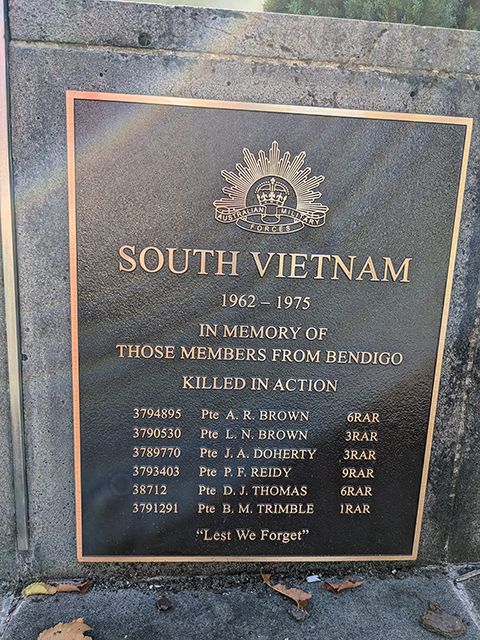 AUSTRALIAN MILITARY
FORCES
SOUTH VIETNAM
1962 – 1975
IN MEMORY OF
THOSE MEMBERS FROM BENDIGO
KILLED IN ACTION
3794895 Pte A. R. BROWN 6RAR
3790530 Pte L. N. BROWN 3RAR
3789770 Pte J. A. DOHERTY 3RAR
3793403 Pte P. F. REIDY 9RAR
38712 Pte D. J. THOMAS 6RAR
3791291 Pte B. M. TRIMBLE 1RAR
“Lest We Forget”